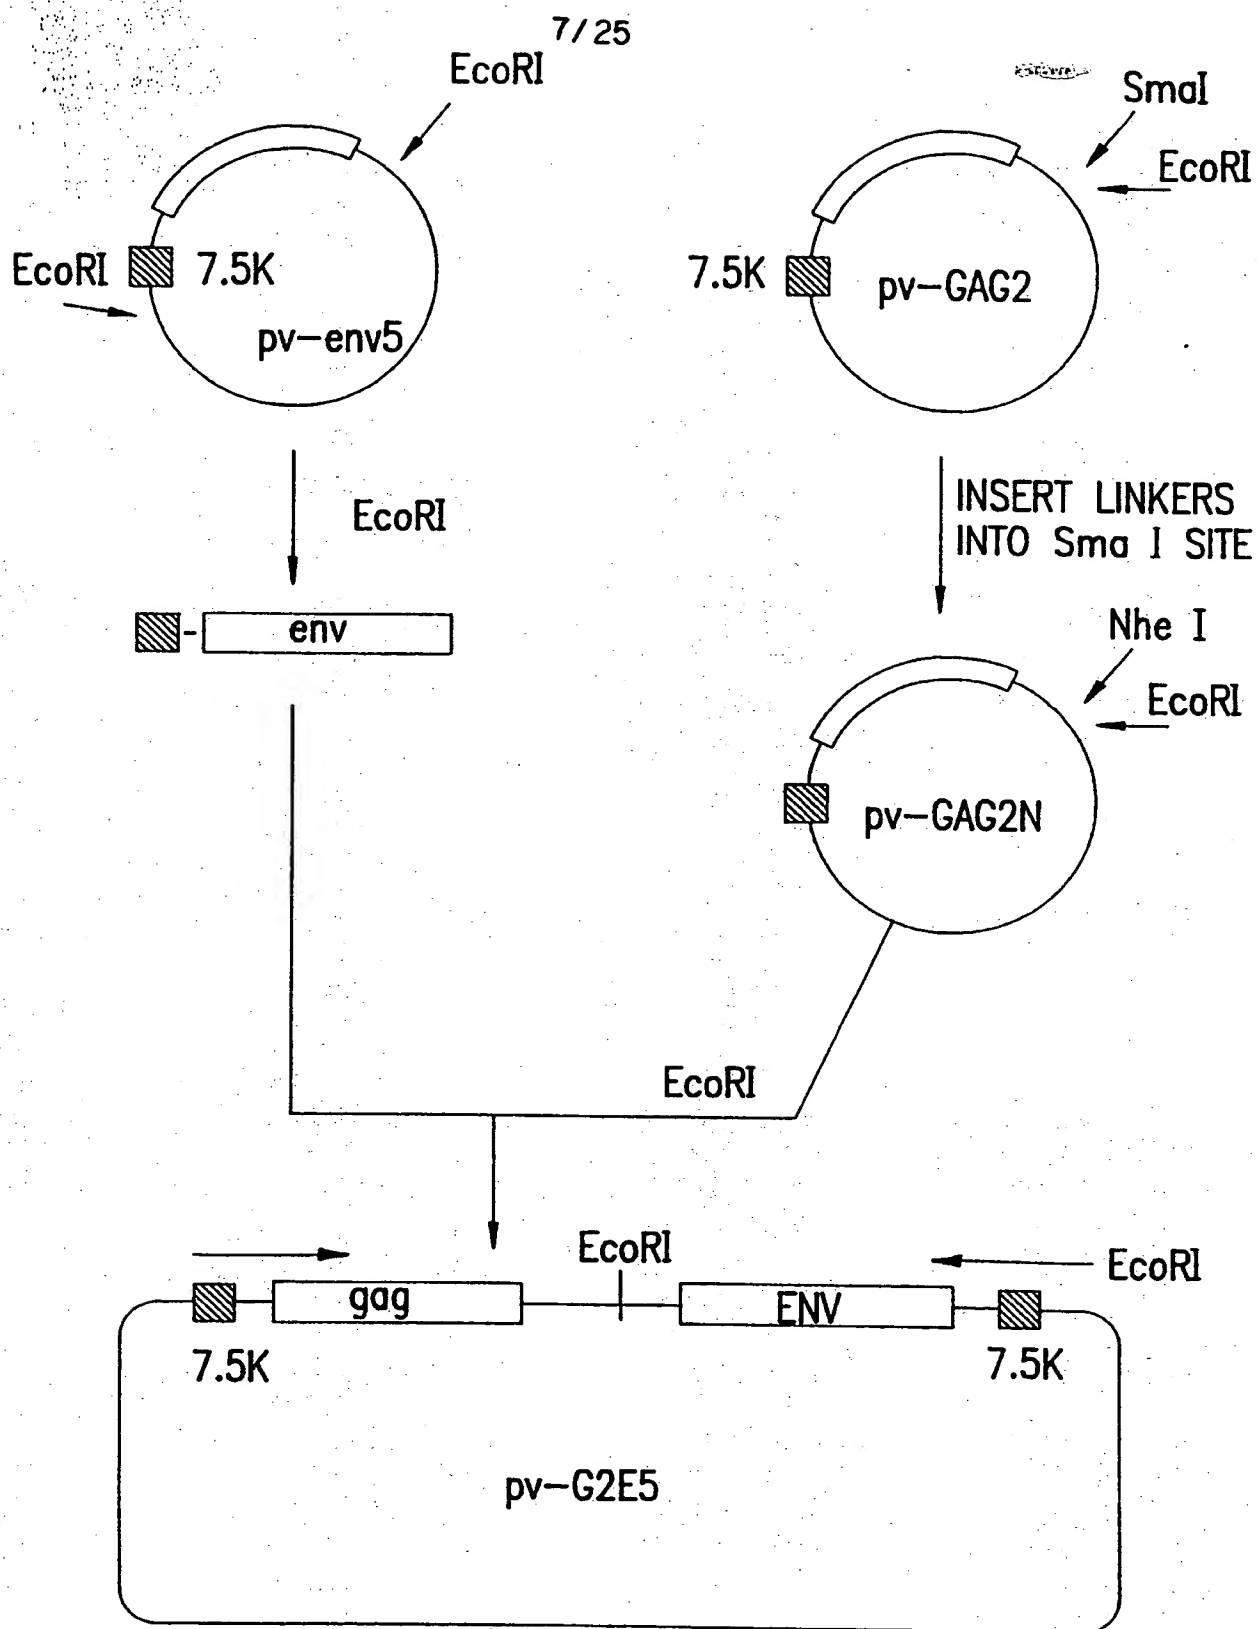 7/25
EcoRI
SmaI
EcoRI
EcoRI
7.5K
7.5K
pv-GAG2
pv-env5
EcoRI
INSERT LINKERS
INTO Sma I SITE
env
Nhe I
EcoRI
pv-GAG2N
EcoRI
EcoRI
EcoRI
gag
ENV
7.5K
7.5K
pv-G2E5